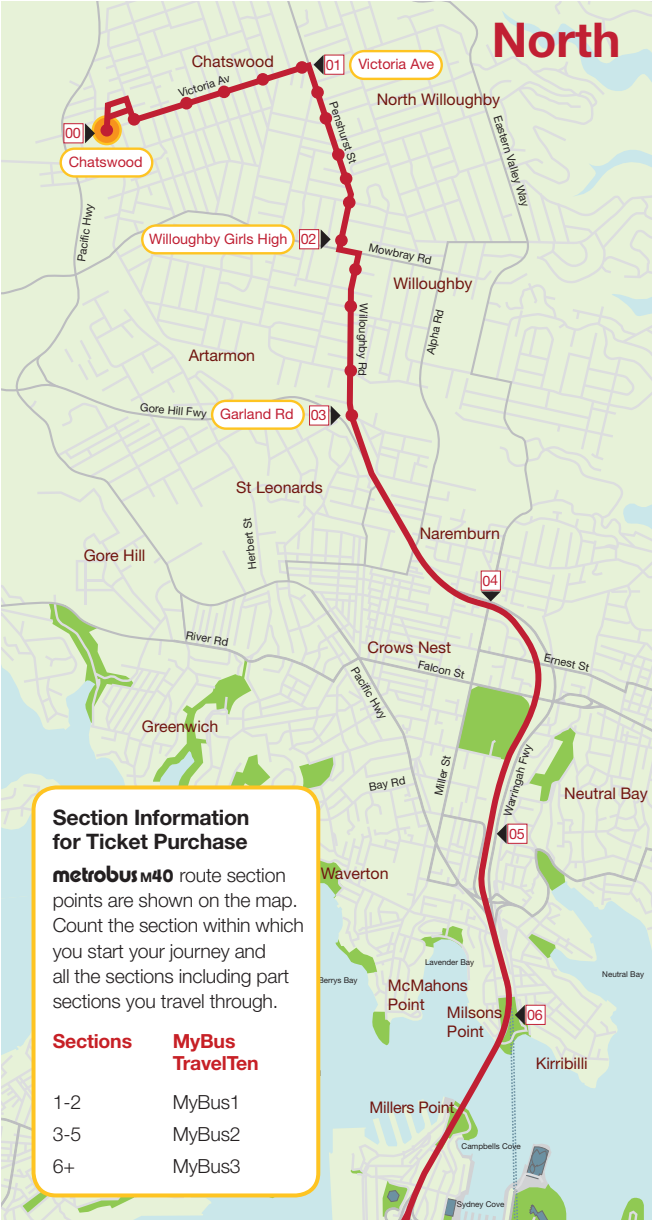 North
Chatswood
01 Victoria Ave
Victoria Av
North Willoughby
00
Chatswood
Penshurst St
Eastern Valley Way
Pacific Hwy
Willoughby Girls High 02
Mowbray Rd
Willoughby
Willoughby Rd
Alpha Rd
Artarmon
Gore Hill Fwy
Garland Rd 03
St Leonards
Herbert St
Naremburn
Gore Hill
04
River Rd
Crows Nest
Falcon St
Ernest St
Pacific Hwy
Greenwich
Miller St
Warringah Fwy
Bay Rd
Neutral Bay
05
Section Information
for Ticket Purchase
metrobus M40 route section
points are shown on the map.
Count the section within which
you start your journey and
all the sections including part
sections you travel through.
Sections MyBus
TravelTen
1-2 MyBus1
3-5 MyBus2
6+ MyBus3
Waverton
Lavender Bay
Neutral Bay
Berrys Bay
McMahons
Point
Milsons
Point
06
Kirribilli
Millers Point
Campbells Cove
Sydney Cove